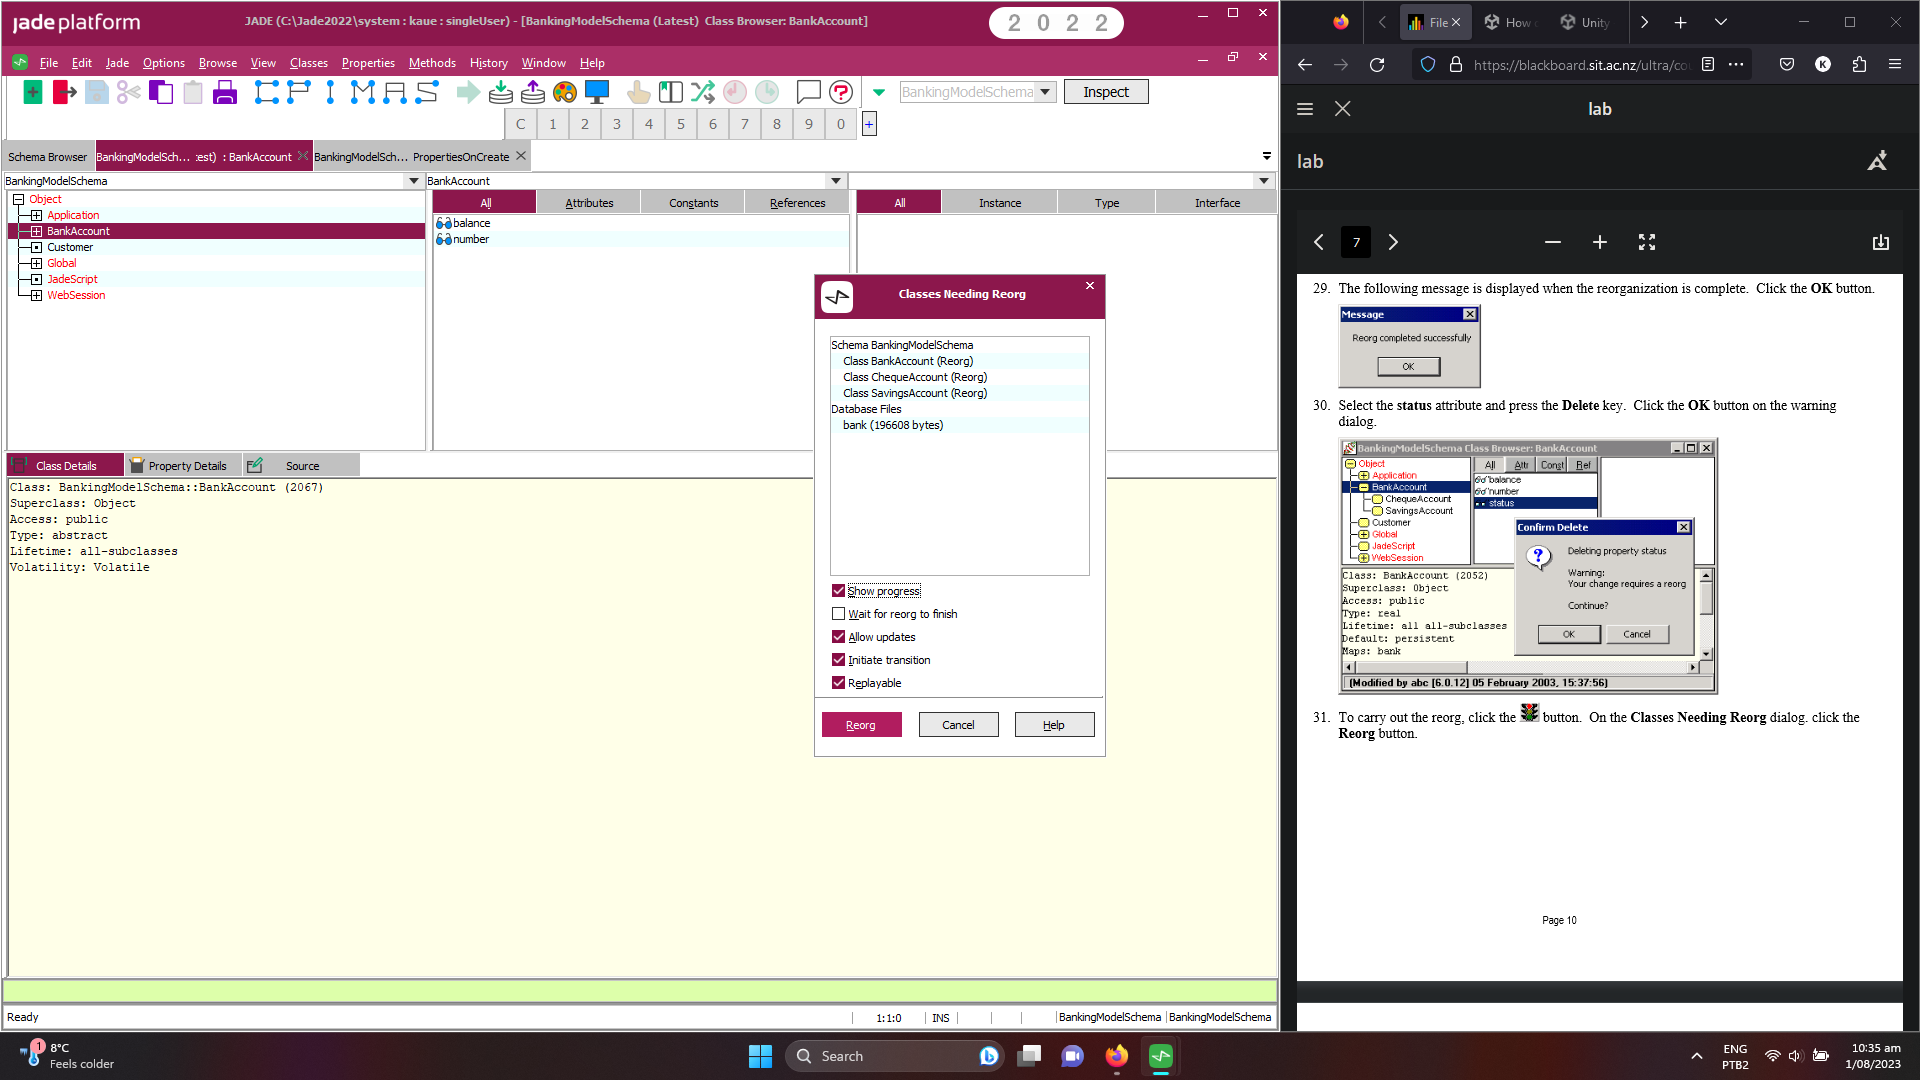 jade platform
JADE (C:\Jade2022\system : kaue : singleUser) - [BankingModelSchema (Latest) Class Browser: BankAccount]
2022
File Edit Jade Options Browse View Classes Properties Methods History Window Help
BankingModelSchema
Inspect
C 1 2 3 4 5 6 7 8 9 0 +
Schema Browser
BankingModelSch... :est) : BankAccount
BankingModelSch... PropertiesOnCreate
BankingModelSchema
BankAccount
Object
Application
BankAccount
Customer
Global
JadeScript
WebSession
All Attributes Constants References
balance
number
All Instance Type Interface
Classes Needing Reorg
Schema BankingModelSchema
Class BankAccount (Reorg)
Class ChequeAccount (Reorg)
Class SavingsAccount (Reorg)
Database Files
bank (196608 bytes)
Show progress
Wait for reorg to finish
Allow updates
Initiate transition
Replayable
Reorg Cancel Help
Class Details Property Details Source
Class: BankingModelSchema::BankAccount (2067)
Superclass: Object
Access: public
Type: abstract
Lifetime: all-subclasses
Volatility: Volatile
Ready
1:1:0 INS BankingModelSchema BankingModelSchema
File How Unity
https://blackboard.sit.ac.nz/ultra/co
lab
lab
7
29. The following message is displayed when the reorganization is complete. Click the OK button.
Message
Reorg completed successfully
OK
30. Select the status attribute and press the Delete key. Click the OK button on the warning
dialog.
BankingModelSchema Class Browser: BankAccount
Object
Application
BankAccount
ChequeAccount
SavingsAccount
Customer
Global
JadeScript
WebSession
All Attr Const Ref
balance
number
status
Confirm Delete
Deleting property status
Warning:
Your change requires a reorg
Continue?
OK Cancel
Class: BankAccount (2052)
Superclass: Object
Access: public
Type: real
Lifetime: all all-subclasses
Default: persistent
Maps: bank
(Modified by abc [6.0.12] 05 February 2003, 15:37:56)
31. To carry out the reorg, click the button. On the Classes Needing Reorg dialog. click the
Reorg button.
Page 10
1
8°C
Feels colder
Search
ENG
PTB2
10:35 am
1/08/2023